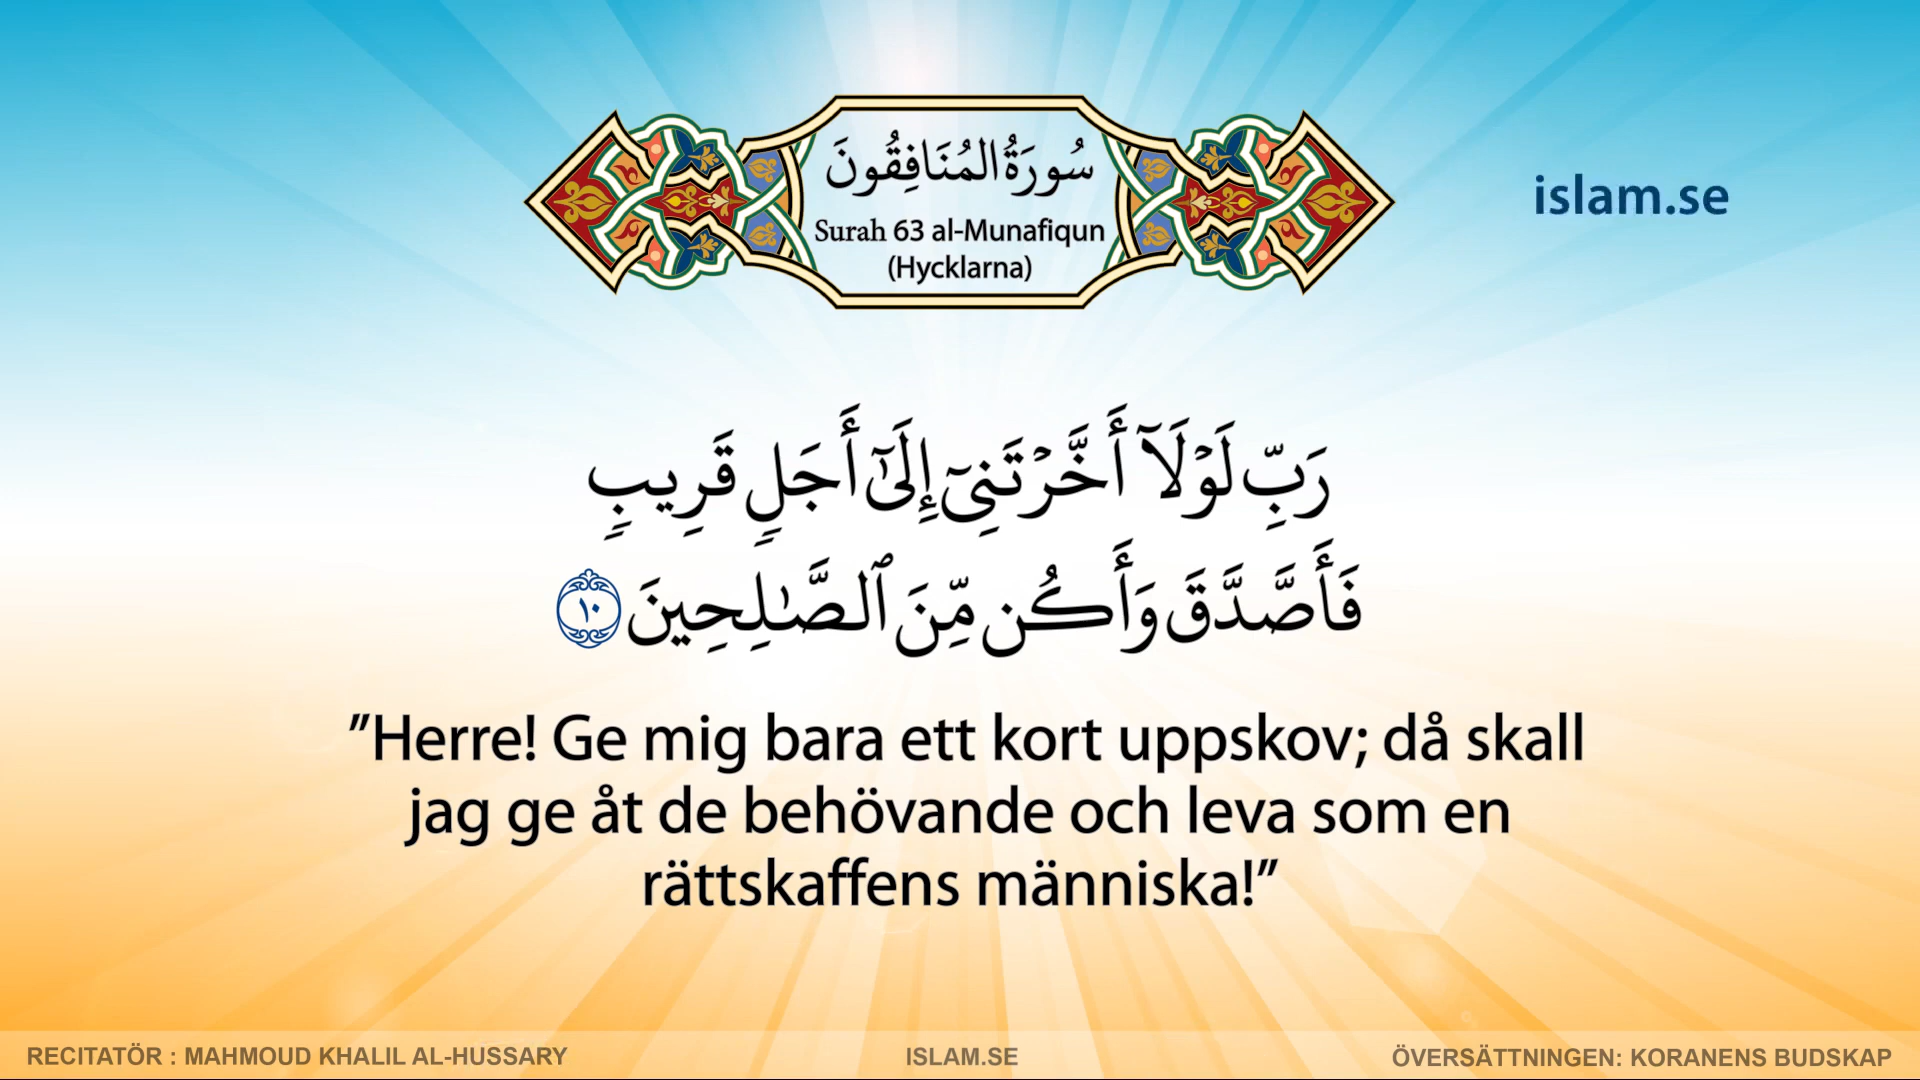 سُورَةُ المُنَافِقُونَ
Surah 63 al-Munafiqun
(Hycklarna)
islam.se
رَبِّ لَوْلَآ أَخَّرْتَنِىٓ إِلَىٰٓ أَجَلٍ قَرِيبٍ
فَأَصَّدَّقَ وَأَكُن مِّنَ ٱلصَّـٰلِحِينَ ١٠
”Herre! Ge mig bara ett kort uppskov; då skall
jag ge åt de behövande och leva som en
rättskaffens människa!”
RECITATÖR : MAHMOUD KHALIL AL-HUSSARY
ISLAM.SE
ÖVERSÄTTNINGEN: KORANENS BUDSKAP